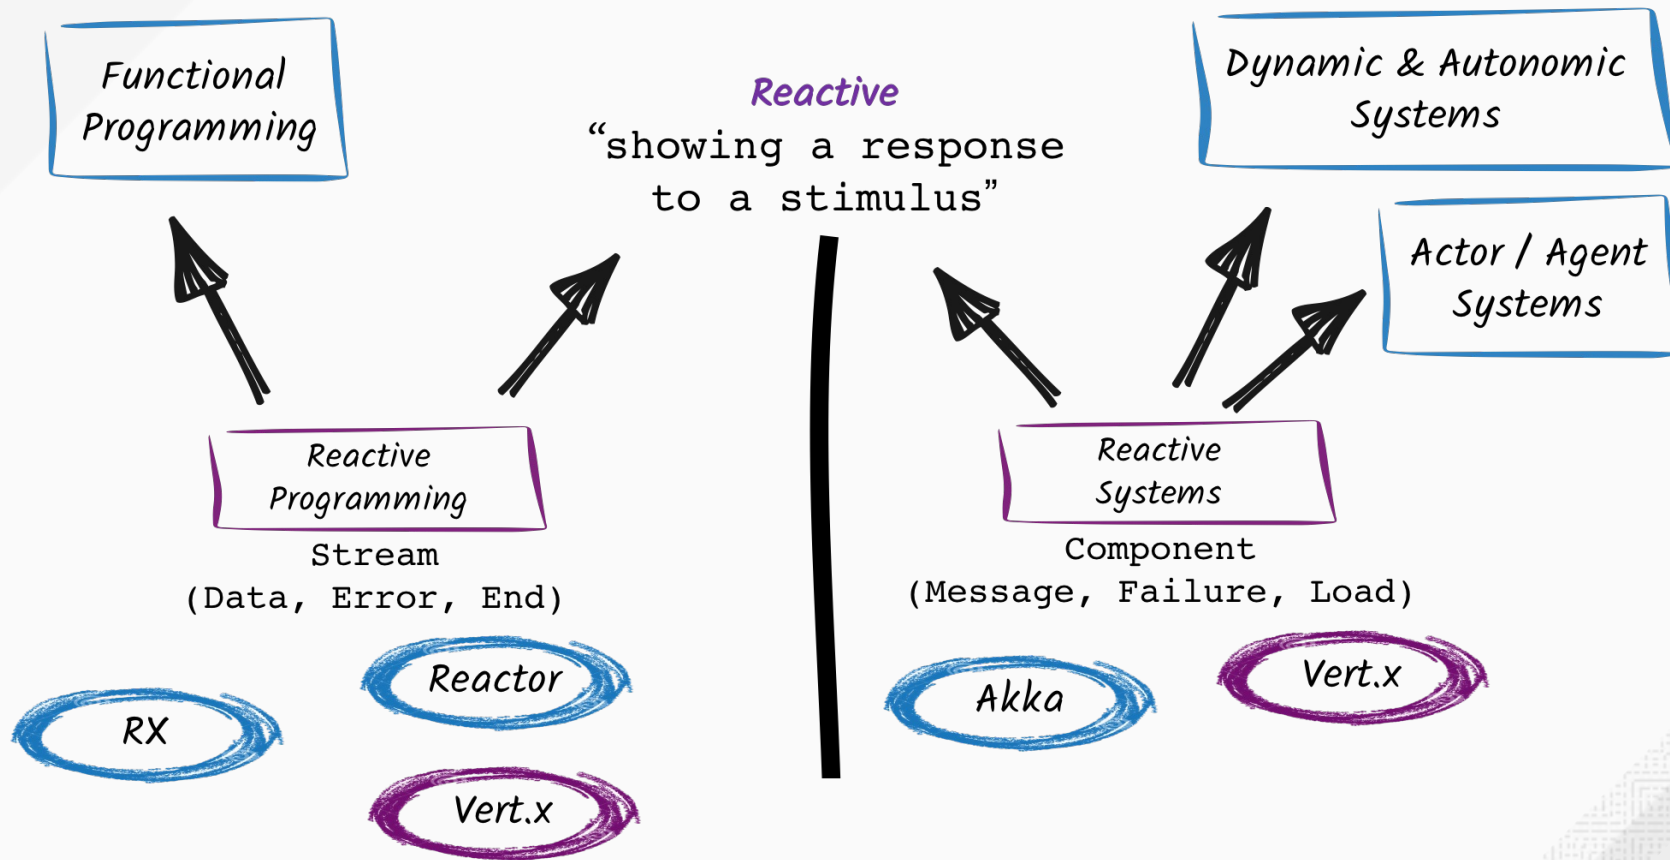 Functional
Programming
Reactive
“showing a response
to a stimulus”
Dynamic & Autonomic
Systems
Actor / Agent
Systems
Reactive
Programming
Stream
(Data, Error, End)
RX
Reactor
Vert.x
Reactive
Systems
Component
(Message, Failure, Load)
Akka
Vert.x